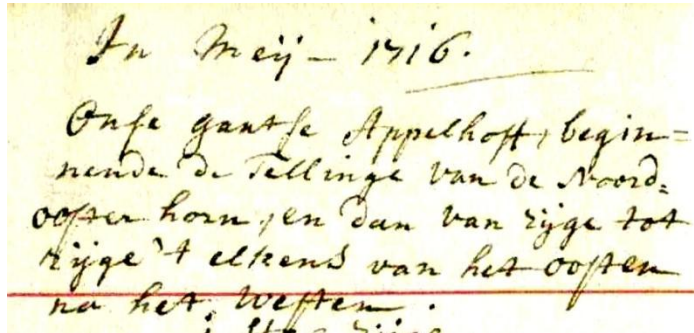 In Meij – 1716.
Onse gantse Appelhoff, begin=
nende de Tellinge van de Noord=
ooster horn, en dan van rijge tot
rijge 't elkens van het oosten
na het Westen.